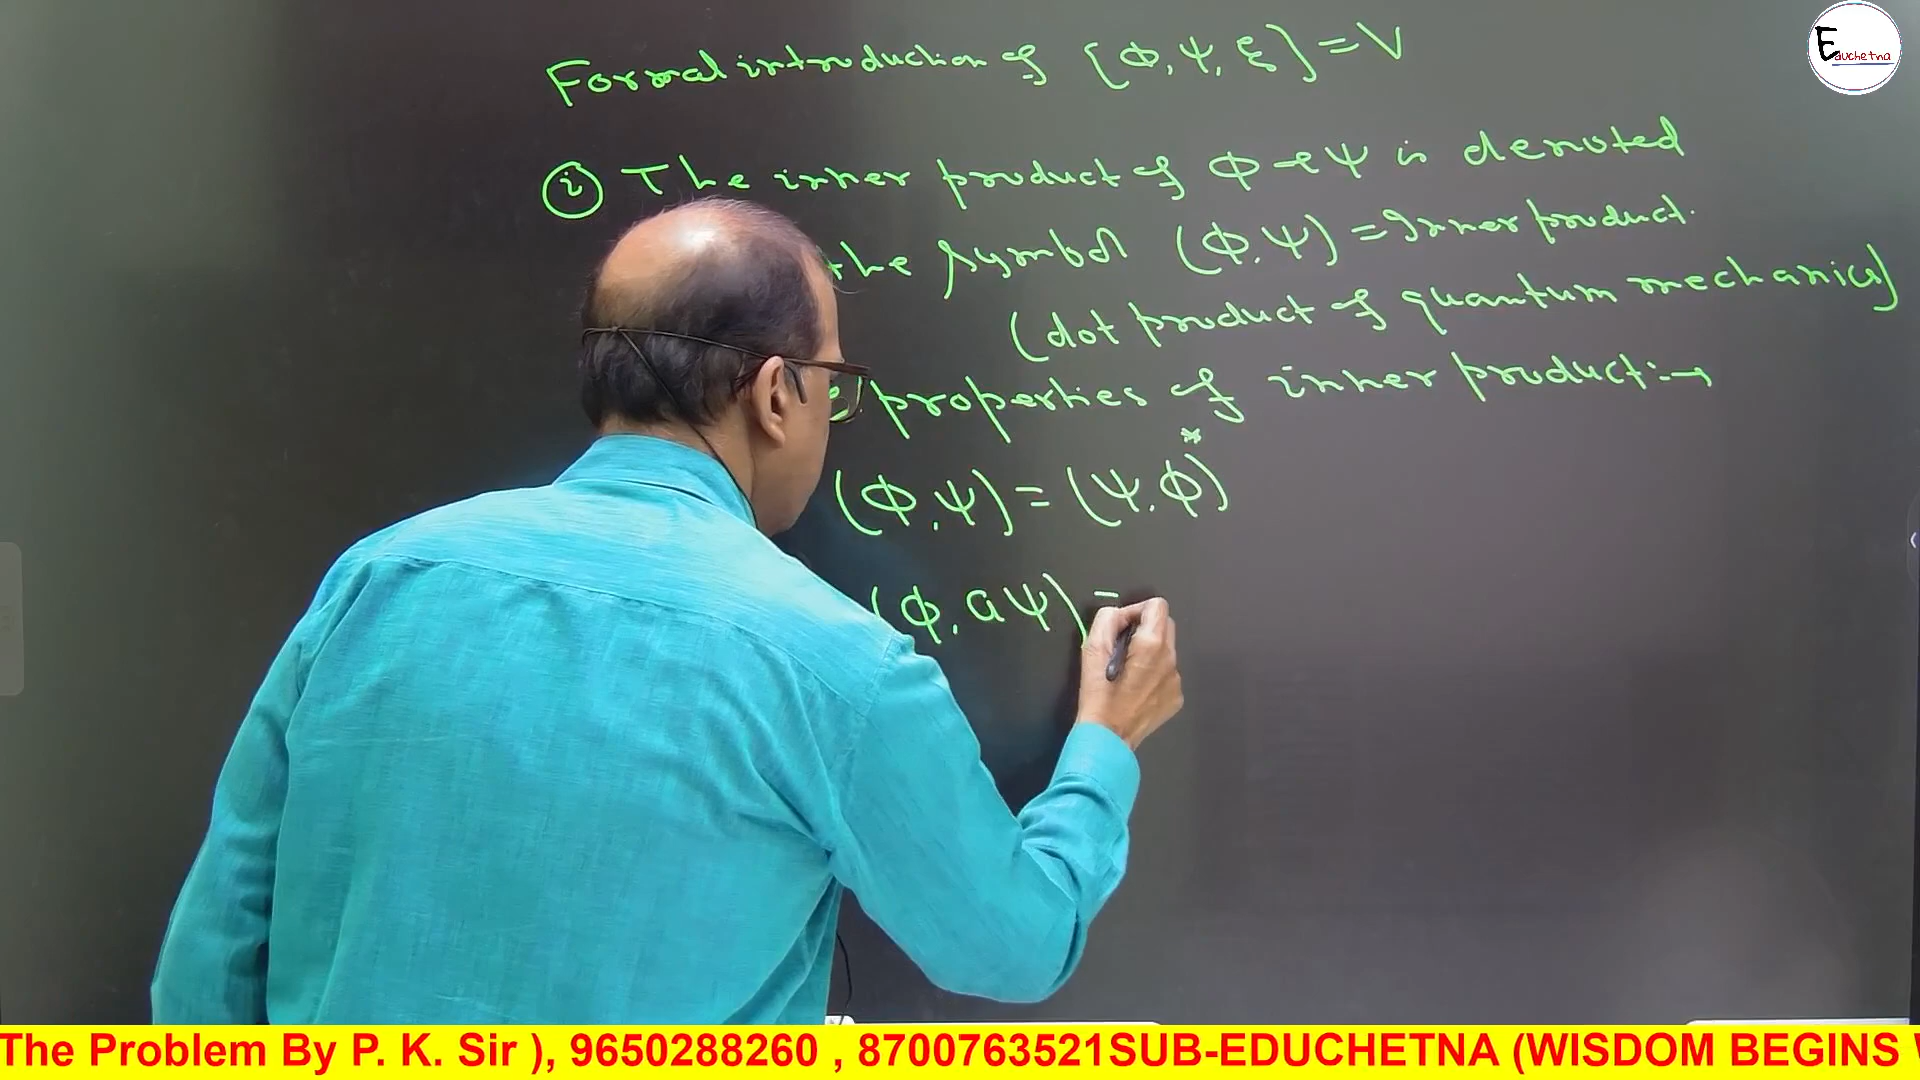 Formal introduction of {Φ, Ψ, ξ} = V
Educhetna
(i) The inner product of Φ & Ψ is denoted
the symbol (Φ, Ψ) = Inner product.
(dot product of quantum mechanics)
properties of inner product:→
(Φ, Ψ) = (Ψ, Φ)*
(Φ, aΨ) =
The Problem By P. K. Sir ), 9650288260 , 8700763521SUB-EDUCHETNA (WISDOM BEGINS